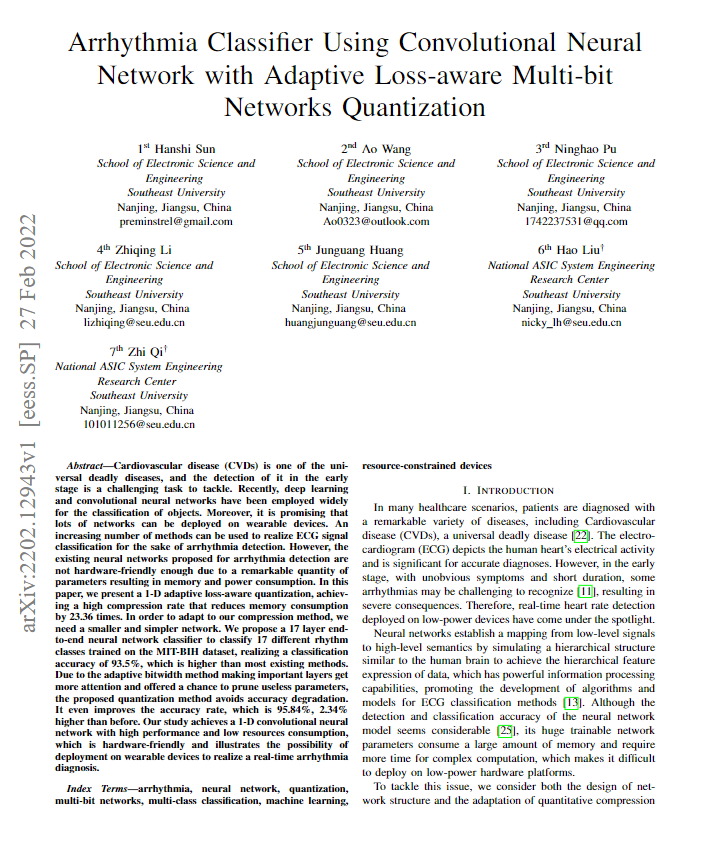 Arrhythmia Classifier Using Convolutional Neural
Network with Adaptive Loss-aware Multi-bit
Networks Quantization
1st Hanshi Sun
School of Electronic Science and
Engineering
Southeast University
Nanjing, Jiangsu, China
preminstrel@gmail.com
2nd Ao Wang
School of Electronic Science and
Engineering
Southeast University
Nanjing, Jiangsu, China
Ao0323@outlook.com
3rd Ninghao Pu
School of Electronic Science and
Engineering
Southeast University
Nanjing, Jiangsu, China
1742237531@qq.com
4th Zhiqing Li
School of Electronic Science and
Engineering
Southeast University
Nanjing, Jiangsu, China
lizhiqing@seu.edu.cn
5th Junguang Huang
School of Electronic Science and
Engineering
Southeast University
Nanjing, Jiangsu, China
huangjunguang@seu.edu.cn
6th Hao Liu†
National ASIC System Engineering
Research Center
Southeast University
Nanjing, Jiangsu, China
nicky_lh@seu.edu.cn
7th Zhi Qi†
National ASIC System Engineering
Research Center
Southeast University
Nanjing, Jiangsu, China
101011256@seu.edu.cn
arXiv:2202.12943v1 [eess.SP] 27 Feb 2022
Abstract—Cardiovascular disease (CVDs) is one of the uni-
versal deadly diseases, and the detection of it in the early
stage is a challenging task to tackle. Recently, deep learning
and convolutional neural networks have been employed widely
for the classification of objects. Moreover, it is promising that
lots of networks can be deployed on wearable devices. An
increasing number of methods can be used to realize ECG signal
classification for the sake of arrhythmia detection. However, the
existing neural networks proposed for arrhythmia detection are
not hardware-friendly enough due to a remarkable quantity of
parameters resulting in memory and power consumption. In this
paper, we present a 1-D adaptive loss-aware quantization, achiev-
ing a high compression rate that reduces memory consumption
by 23.36 times. In order to adapt to our compression method, we
need a smaller and simpler network. We propose a 17 layer end-
to-end neural network classifier to classify 17 different rhythm
classes trained on the MIT-BIH dataset, realizing a classification
accuracy of 93.5%, which is higher than most existing methods.
Due to the adaptive bitwidth method making important layers get
more attention and offered a chance to prune useless parameters,
the proposed quantization method avoids accuracy degradation.
It even improves the accuracy rate, which is 95.84%, 2.34%
higher than before. Our study achieves a 1-D convolutional neural
network with high performance and low resources consumption,
which is hardware-friendly and illustrates the possibility of
deployment on wearable devices to realize a real-time arrhythmia
diagnosis.
Index Terms—arrhythmia, neural network, quantization,
multi-bit networks, multi-class classification, machine learning,
resource-constrained devices
I. Introduction
In many healthcare scenarios, patients are diagnosed with
a remarkable variety of diseases, including Cardiovascular
disease (CVDs), a universal deadly disease [22]. The electro-
cardiogram (ECG) depicts the human heart's electrical activity
and is significant for accurate diagnoses. However, in the early
stage, with unobvious symptoms and short duration, some
arrhythmias may be challenging to recognize [11], resulting in
severe consequences. Therefore, real-time heart rate detection
deployed on low-power devices have come under the spotlight.
Neural networks establish a mapping from low-level signals
to high-level semantics by simulating a hierarchical structure
similar to the human brain to achieve the hierarchical feature
expression of data, which has powerful information processing
capabilities, promoting the development of algorithms and
models for ECG classification methods [13]. Although the
detection and classification accuracy of the neural network
model seems considerable [25], its huge trainable network
parameters consume a large amount of memory and require
more time for complex computation, which makes it difficult
to deploy on low-power hardware platforms.
To tackle this issue, we consider both the design of net-
work structure and the adaptation of quantitative compression